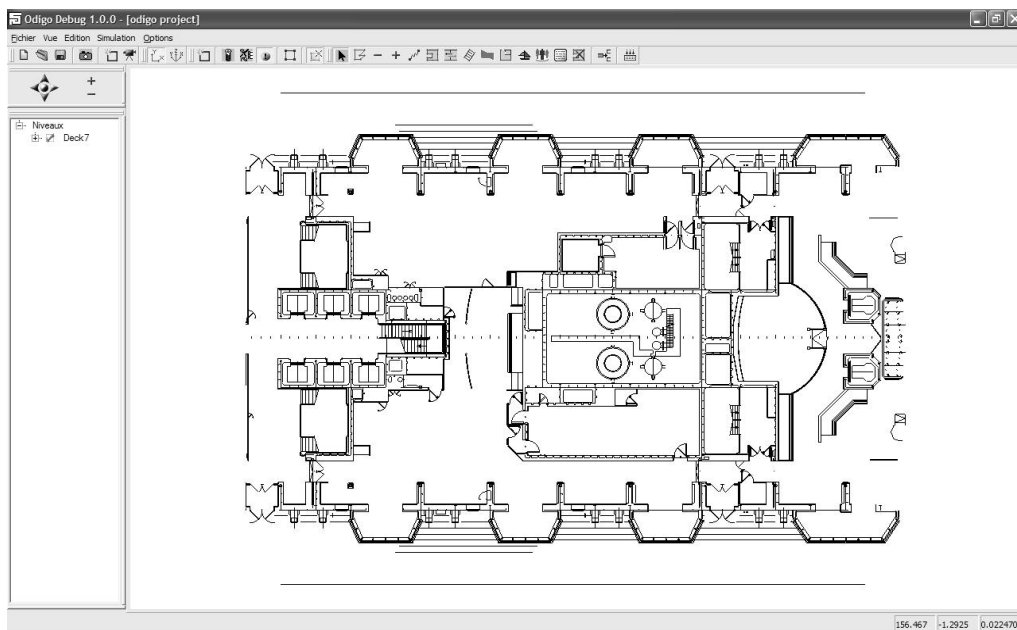 Odigo Debug 1.0.0 - [odigo project]
Fichier Vue Edition Simulation Options
Niveaux
Deck7
156.467 -1.2925 0.022470